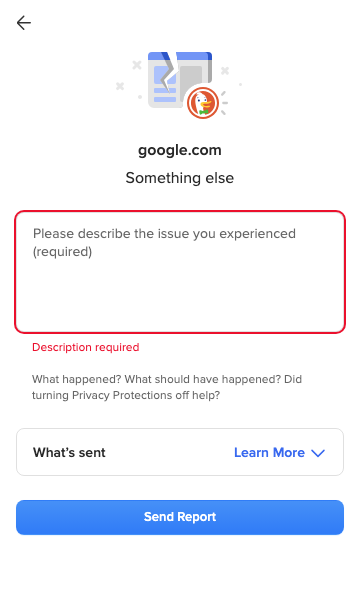 google.com
Something else
Please describe the issue you experienced
(required)
Description required
What happened? What should have happened? Did
turning Privacy Protections off help?
What's sent
Learn More
Send Report